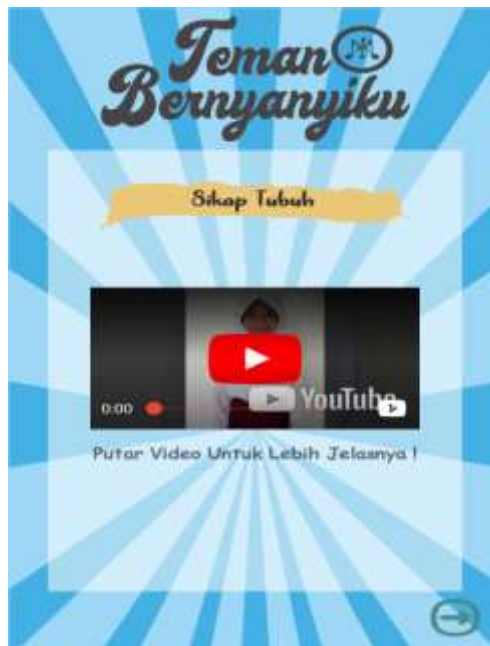 Teman
Bernyanyiku
Sikap Tubuh
0:00
YouTube
Putar Video Untuk Lebih Jelasnya !